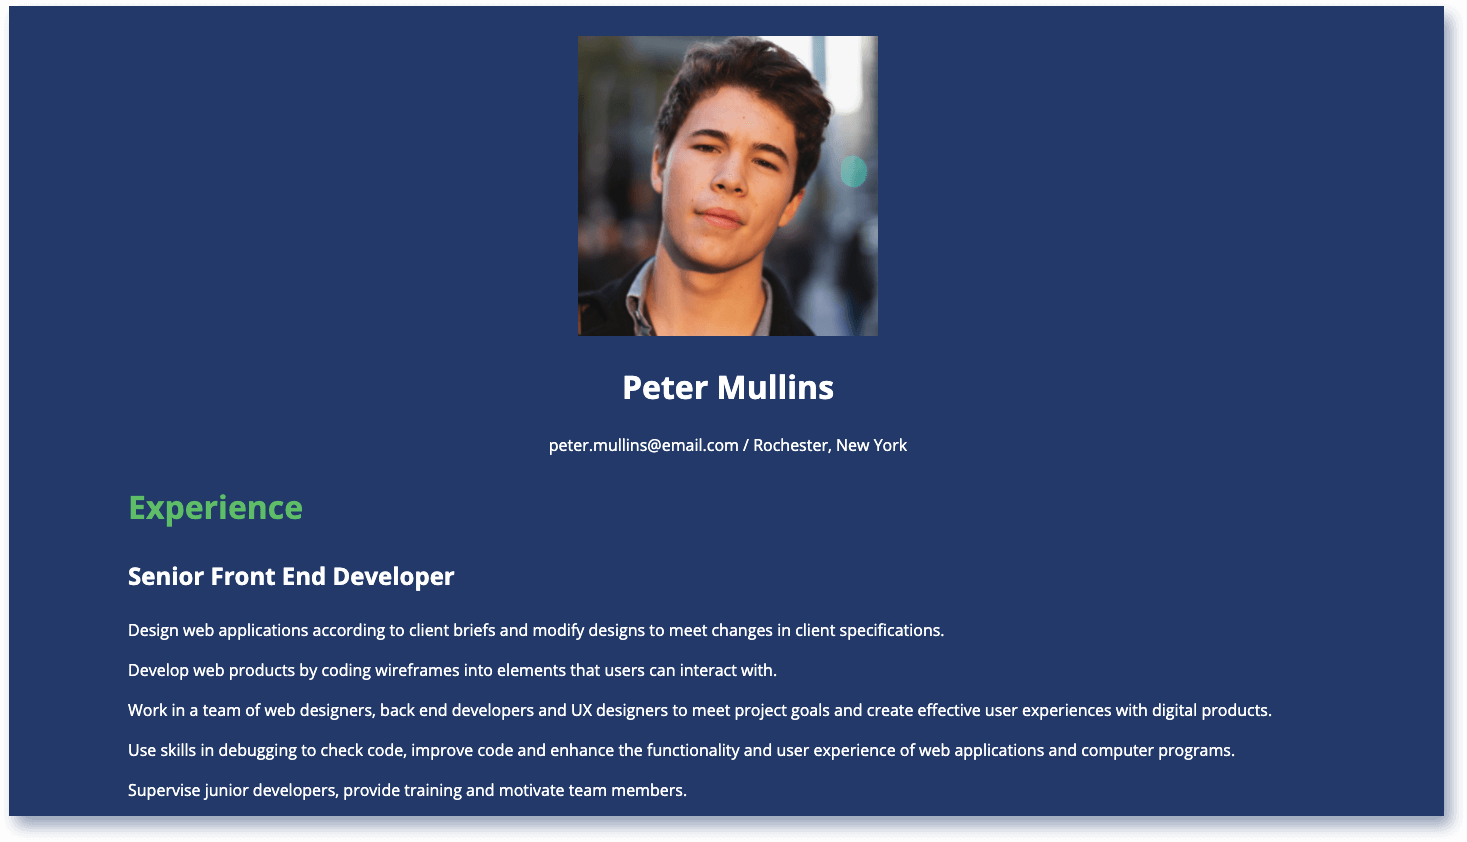 Peter Mullins
peter.mullins@email.com / Rochester, New York
Experience
Senior Front End Developer
Design web applications according to client briefs and modify designs to meet changes in client specifications.
Develop web products by coding wireframes into elements that users can interact with.
Work in a team of web designers, back end developers and UX designers to meet project goals and create effective user experiences with digital products.
Use skills in debugging to check code, improve code and enhance the functionality and user experience of web applications and computer programs.
Supervise junior developers, provide training and motivate team members.